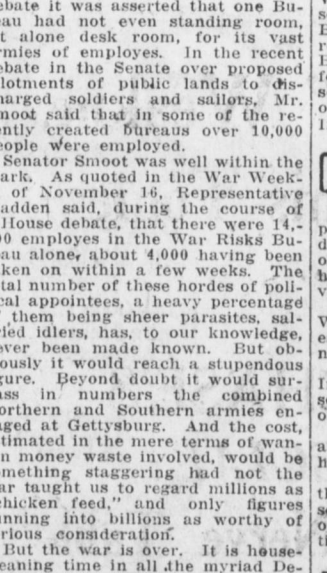 ebate it was asserted that one Bu-
au had not even standing room,
t alone desk room, for its vast
rmies of employes. In the recent
ebate in the Senate over proposed
lotments of public lands to dis-
harged soldiers and sailors, Mr.
moot said that in some of the re-
ently created bureaus over 10,000
eople were employed.
Senator Smoot was well within the
ark. As quoted in the War Week-
of November 16, Representative
adden said, during the course of
House debate, that there were 14,-
00 employes in the War Risks Bu-
au alone, about 4,000 having been
ken on within a few weeks. The
tal number of these hordes of poli-
cal appointees, a heavy percentage
them being sheer parasites, sal-
ried idlers, has, to our knowledge,
ever been made known. But ob-
ously it would reach a stupendous
gure. Beyond doubt it would sur-
ass in numbers the combined
orthern and Southern armies en-
aged at Gettysburg. And the cost,
timated in the mere terms of wan-
n money waste involved, would be
mething staggering had not the
ar taught us to regard millions as
chicken feed," and only figures
unning into billions as worthy of
rious consideration.
But the war is over. It is house-
eaning time in all the myriad De-